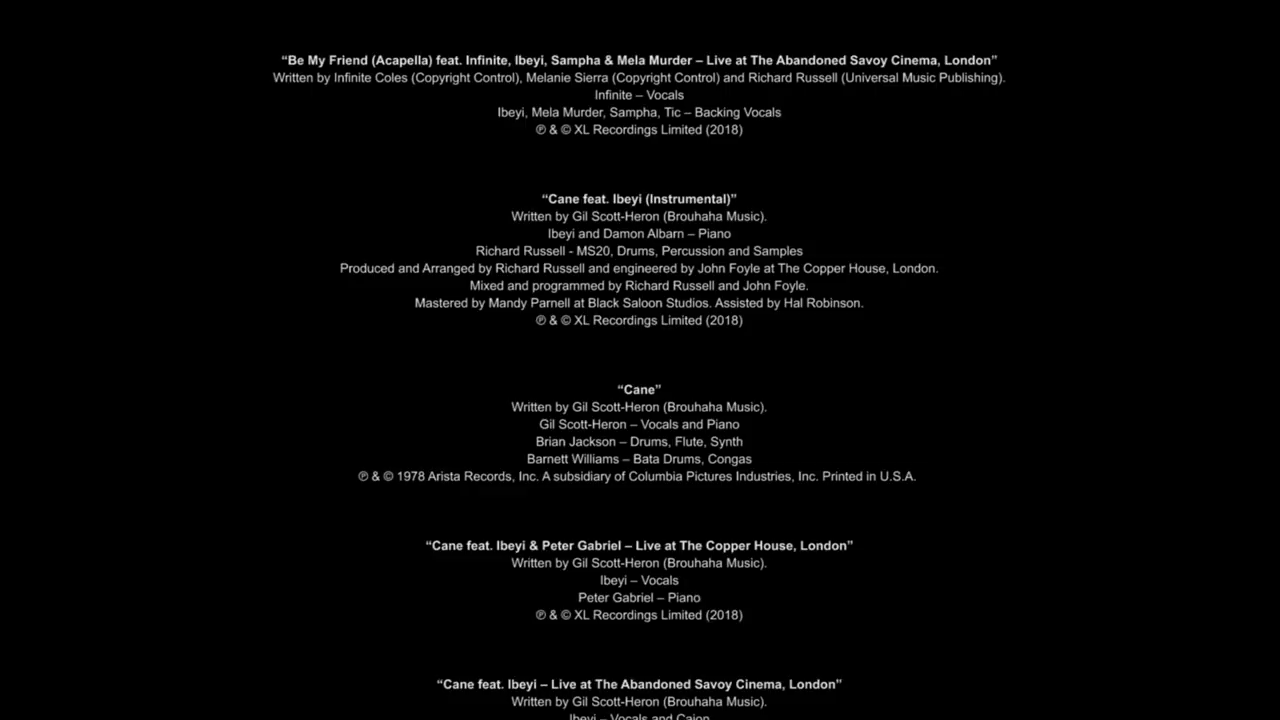 “Be My Friend (Acapella) feat. Infinite, Ibeyi, Sampha & Mela Murder – Live at The Abandoned Savoy Cinema, London”
Written by Infinite Coles (Copyright Control), Melanie Sierra (Copyright Control) and Richard Russell (Universal Music Publishing).
Infinite – Vocals
Ibeyi, Mela Murder, Sampha, Tic – Backing Vocals
℗ & © XL Recordings Limited (2018)
“Cane feat. Ibeyi (Instrumental)”
Written by Gil Scott-Heron (Brouhaha Music).
Ibeyi and Damon Albarn – Piano
Richard Russell - MS20, Drums, Percussion and Samples
Produced and Arranged by Richard Russell and engineered by John Foyle at The Copper House, London.
Mixed and programmed by Richard Russell and John Foyle.
Mastered by Mandy Parnell at Black Saloon Studios. Assisted by Hal Robinson.
℗ & © XL Recordings Limited (2018)
“Cane”
Written by Gil Scott-Heron (Brouhaha Music).
Gil Scott-Heron – Vocals and Piano
Brian Jackson – Drums, Flute, Synth
Barnett Williams – Bata Drums, Congas
℗ & © 1978 Arista Records, Inc. A subsidiary of Columbia Pictures Industries, Inc. Printed in U.S.A.
“Cane feat. Ibeyi & Peter Gabriel – Live at The Copper House, London”
Written by Gil Scott-Heron (Brouhaha Music).
Ibeyi – Vocals
Peter Gabriel – Piano
℗ & © XL Recordings Limited (2018)
“Cane feat. Ibeyi – Live at The Abandoned Savoy Cinema, London”
Written by Gil Scott-Heron (Brouhaha Music).
Ibeyi – Vocals and Cajon